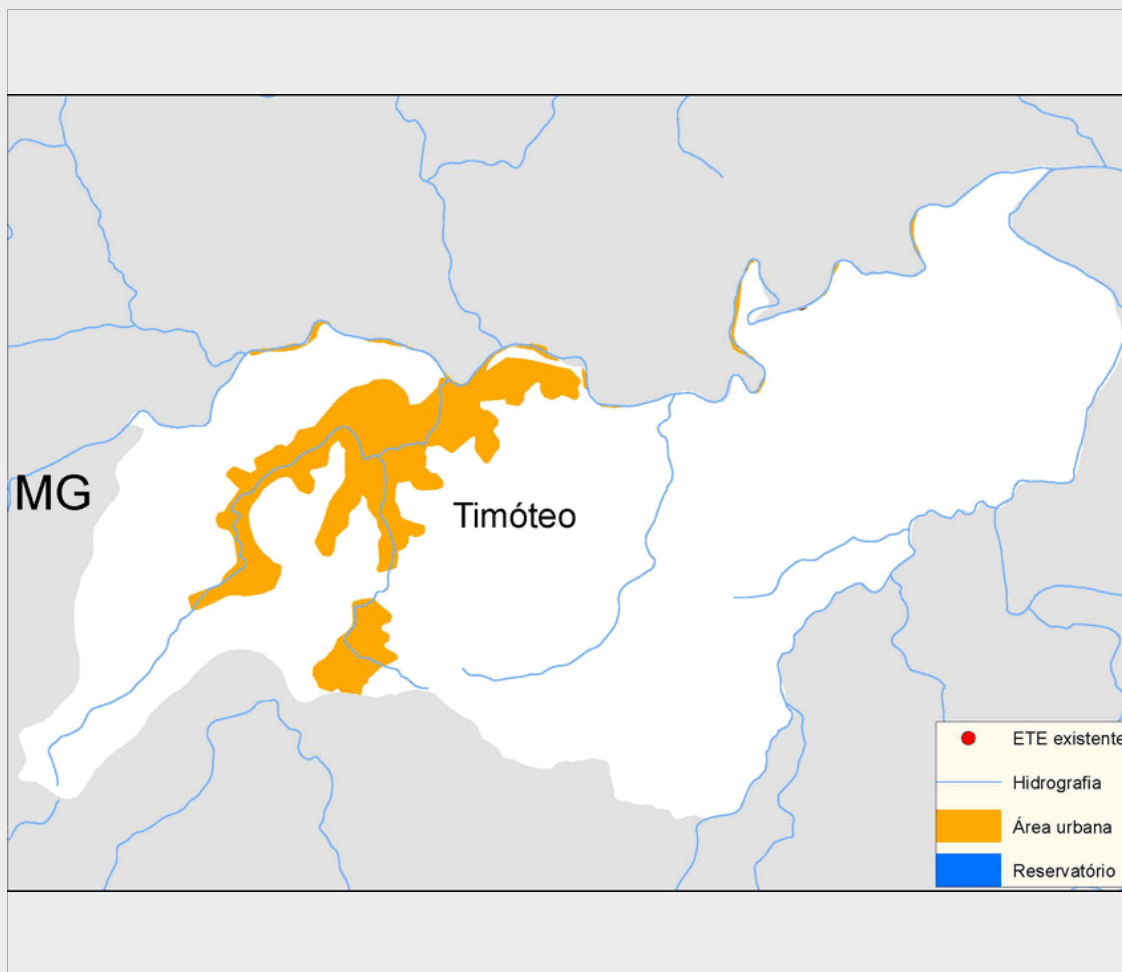 MG
Timóteo
ETE existente
Hidrografia
Área urbana
Reservatório